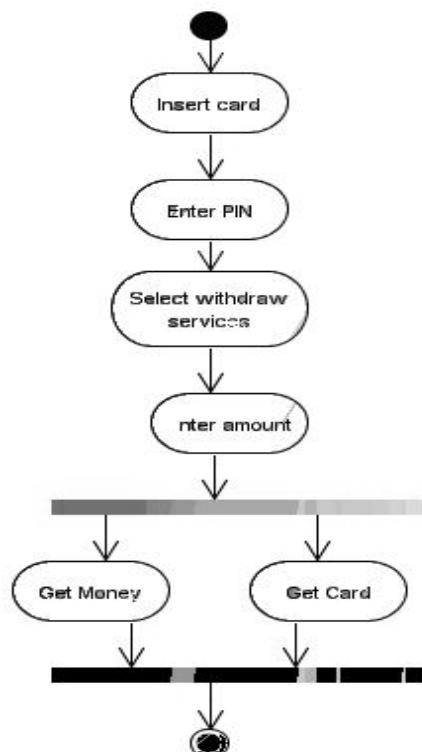 Insert card
Enter PIN
Select withdraw
services
nter amount
Get Money
Get Card